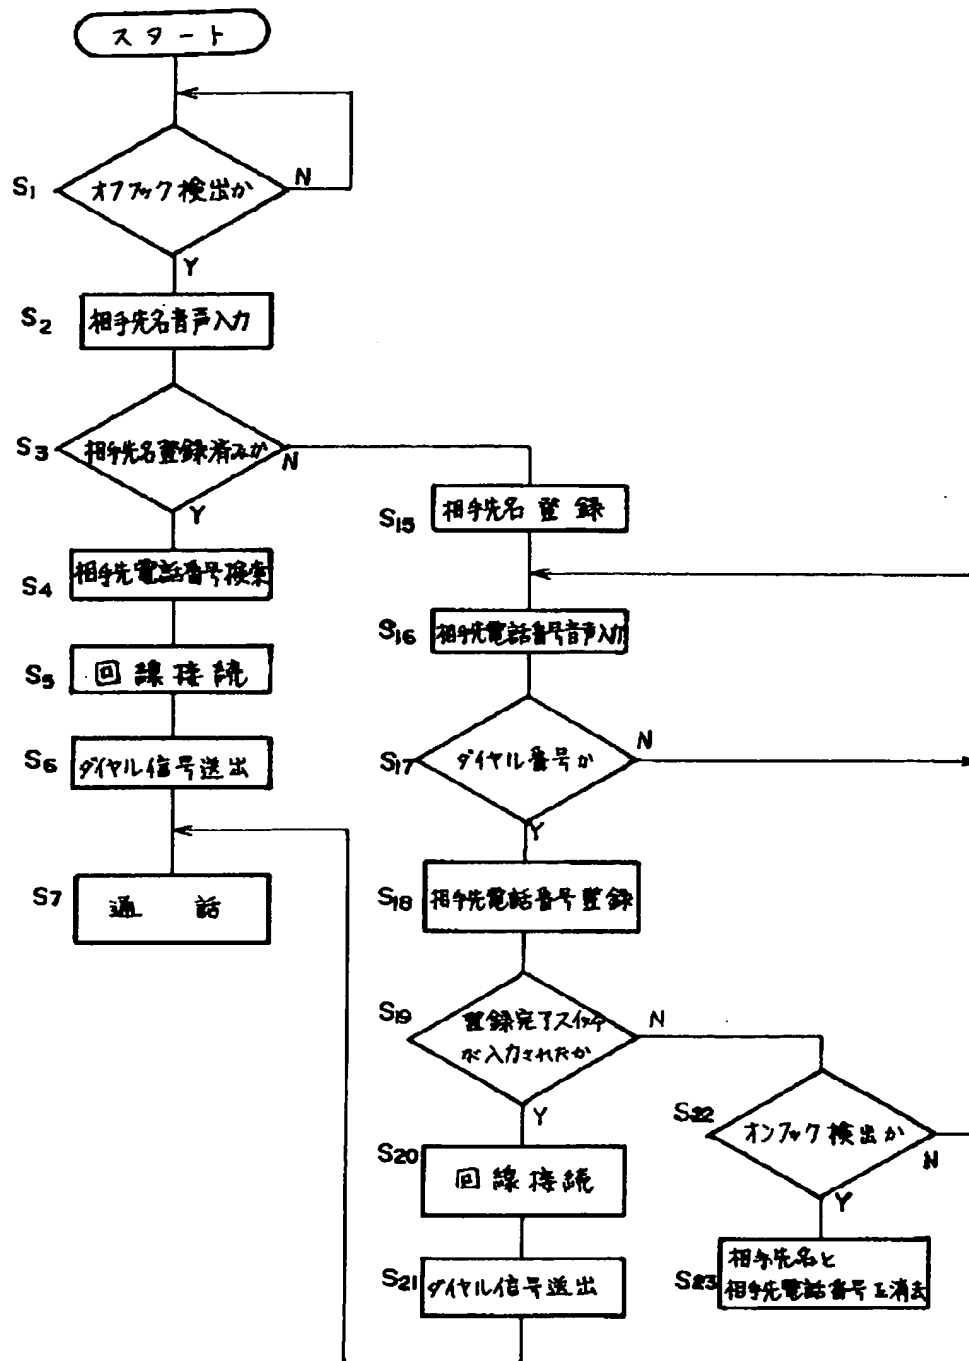 スタート
S1 オフフック検出か N
Y
S2 相手先名音声入力
S3 相手先名登録済みか N
Y
S4 相手先電話番号検索
S5 回線接続
S6 ダイヤル信号送出
S7 通 話
S15 相手先名 登 録
S16 相手先電話番号音声入力
S17 ダイヤル番号か N
Y
S18 相手先電話番号登録
S19 登録完了スイッチ
が入力されたか N
Y
S20 回線接続
S21 ダイヤル信号送出
S22 オンフック検出か N
Y
S23 相手先名と
相手先電話番号を消去